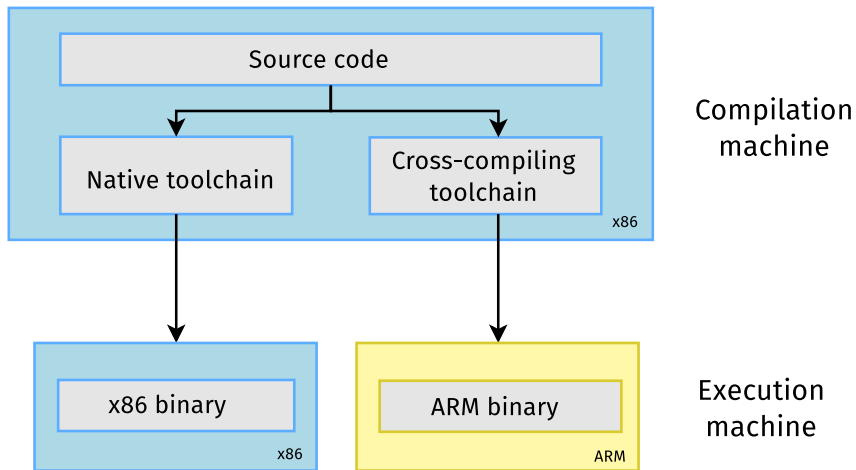 Source code
Compilation
machine
Native toolchain
Cross-compiling
toolchain
x86
x86 binary
x86
ARM binary
ARM
Execution
machine